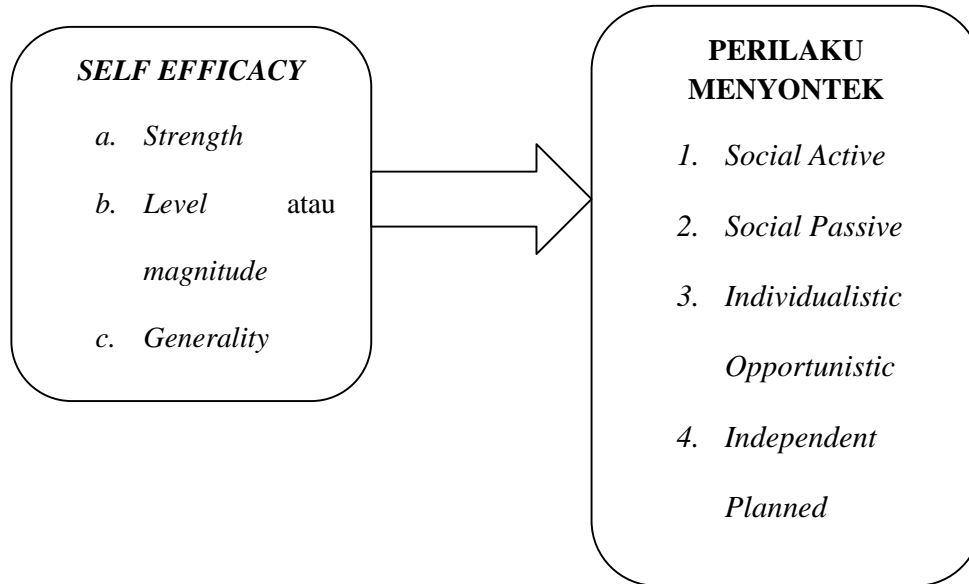 SELF EFFICACY
a. Strength
b. Level atau
magnitude
c. Generality
PERILAKU
MENYONTEK
1. Social Active
2. Social Passive
3. Individualistic
Opportunistic
4. Independent
Planned